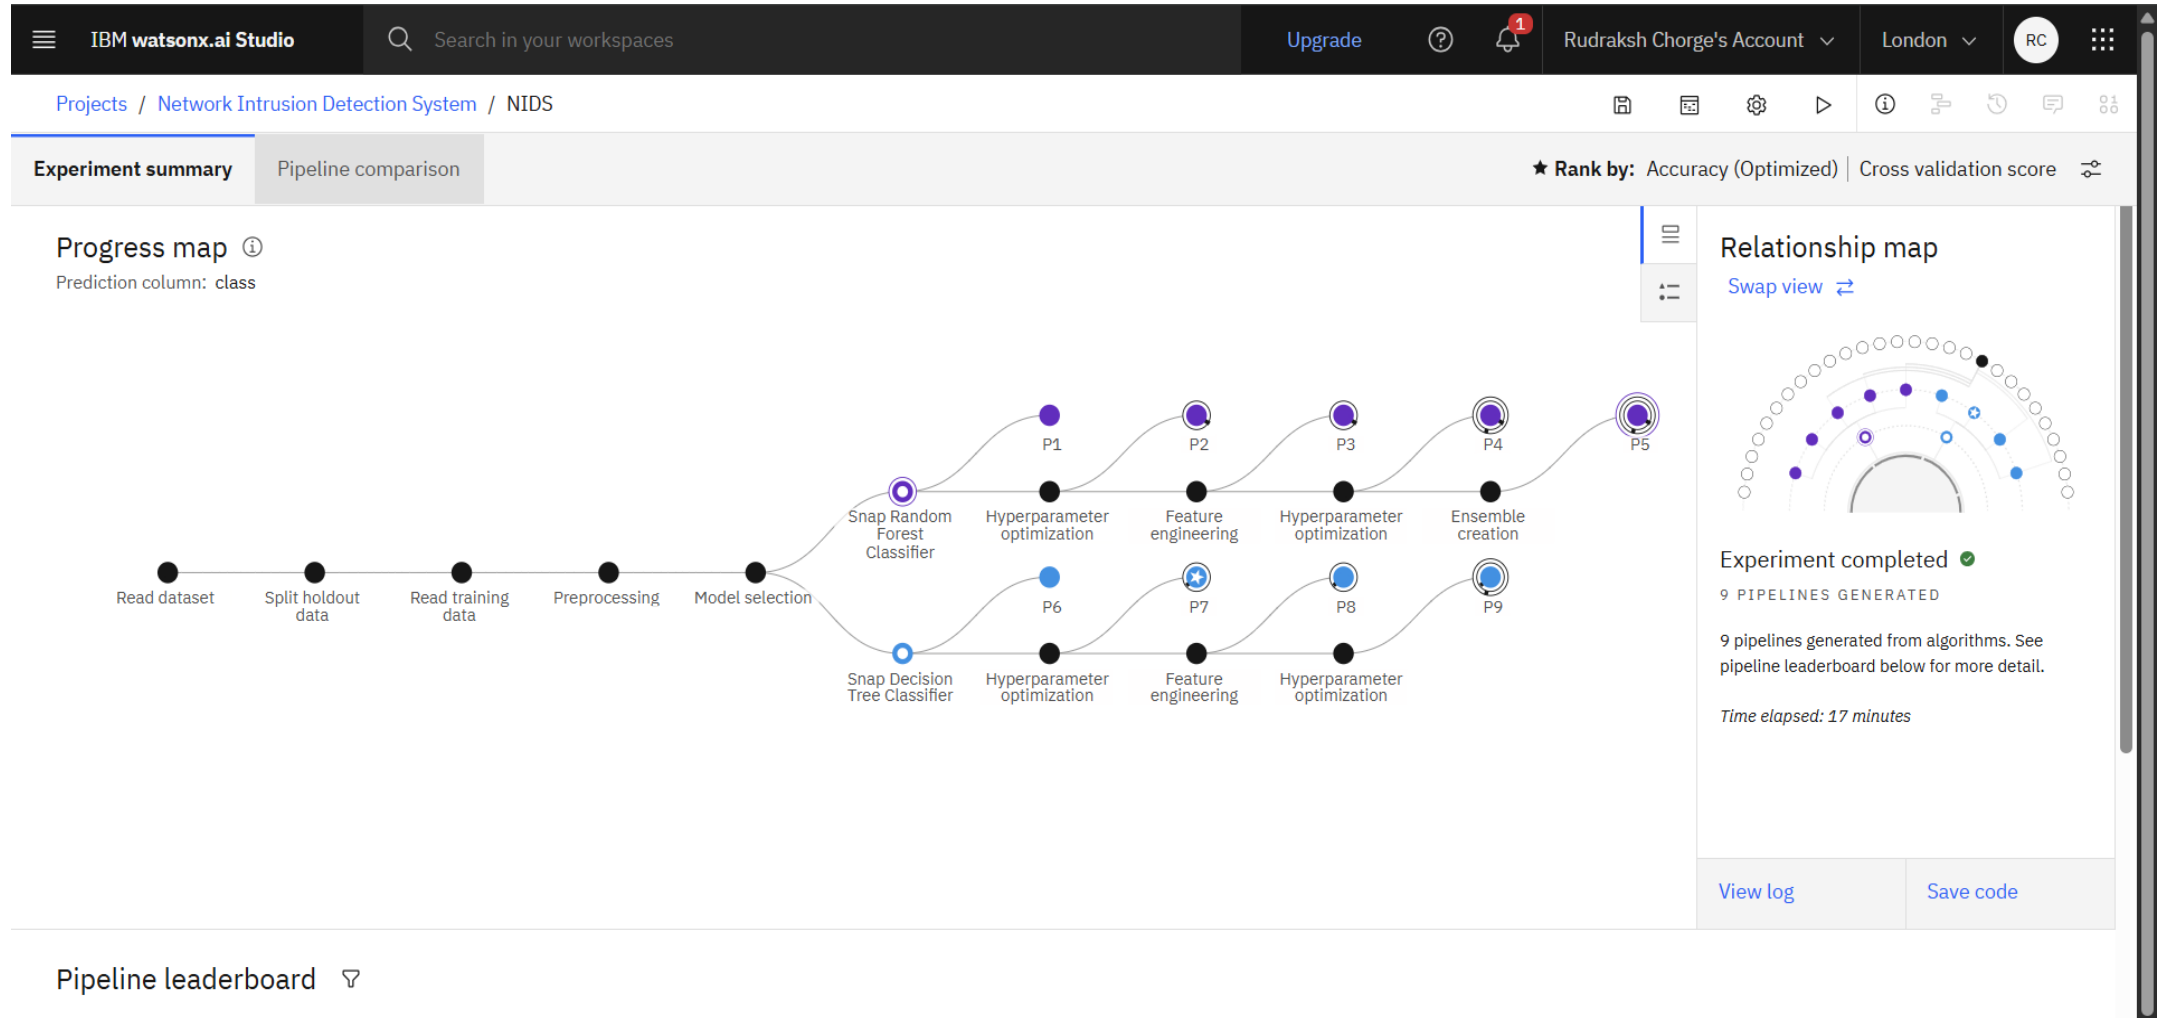 IBM watsonx.ai Studio
Search in your workspaces
Upgrade
1
Rudraksh Chorge's Account
London
RC
Projects / Network Intrusion Detection System / NIDS
Experiment summary
Pipeline comparison
Rank by: Accuracy (Optimized) | Cross validation score
Progress map
Prediction column: class
P1
P2
P3
P4
P5
Snap Random
Forest
Classifier
Hyperparameter
optimization
Feature
engineering
Hyperparameter
optimization
Ensemble
creation
Read dataset
Split holdout
data
Read training
data
Preprocessing
Model selection
P6
P7
P8
P9
Snap Decision
Tree Classifier
Hyperparameter
optimization
Feature
engineering
Hyperparameter
optimization
Relationship map
Swap view
Experiment completed
9 PIPELINES GENERATED
9 pipelines generated from algorithms. See
pipeline leaderboard below for more detail.
Time elapsed: 17 minutes
View log
Save code
Pipeline leaderboard